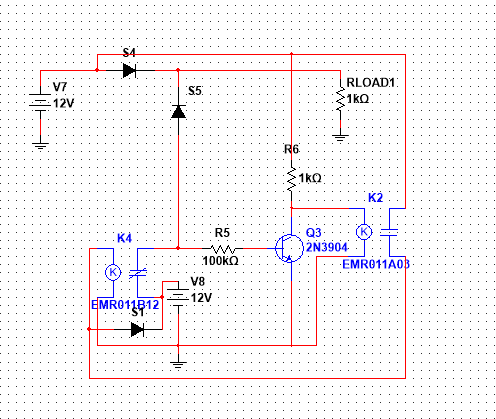 S4
V7
12V
S5
RLOAD1
1kΩ
R6
1kΩ
K2
K
Q3
2N3904
EMR011A03
K4
K
R5
100kΩ
EMR011B12
V8
12V
S1